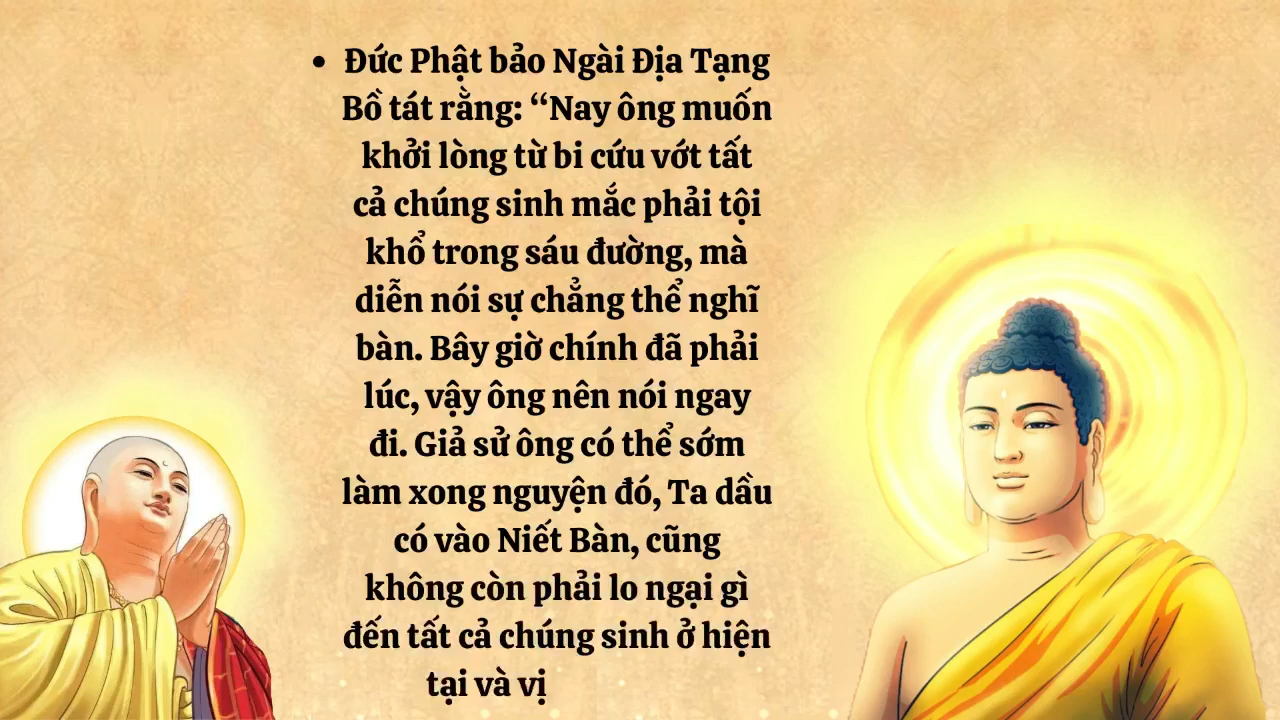 • Đức Phật bảo Ngài Địa Tạng
Bồ tát rằng: “Nay ông muốn
khởi lòng từ bi cứu vớt tất
cả chúng sinh mắc phải tội
khổ trong sáu đường, mà
diễn nói sự chẳng thể nghĩ
bàn. Bây giờ chính đã phải
lúc, vậy ông nên nói ngay
đi. Giả sử ông có thể sớm
làm xong nguyện đó, Ta dầu
có vào Niết Bàn, cũng
không còn phải lo ngại gì
đến tất cả chúng sinh ở hiện
tại và vị